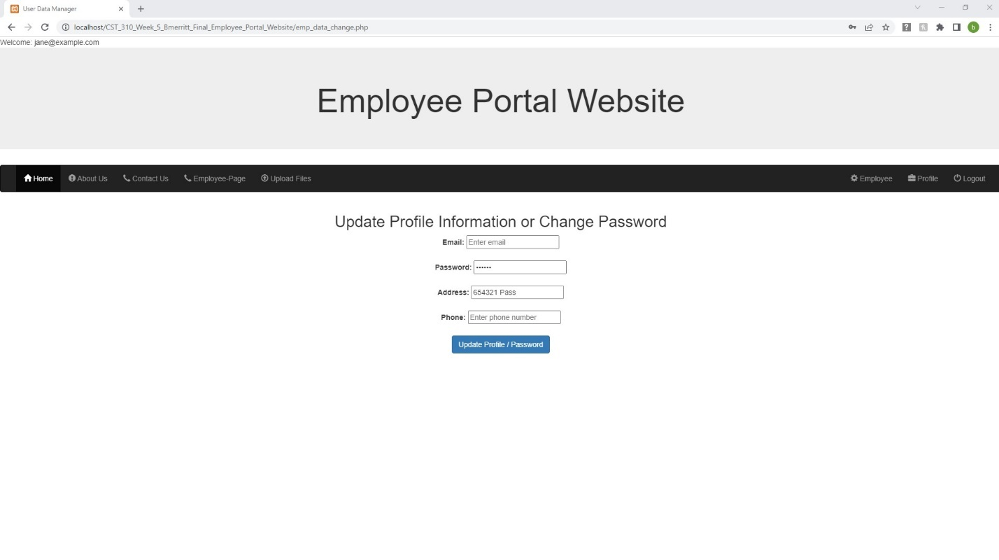 User Data Manager
localhost/CST_310_Week_5_Bmerritt_Final_Employee_Portal_Website/emp_data_change.php
b
Welcome: jane@example.com
Employee Portal Website
Home About Us Contact Us Employee-Page Upload Files Employee Profile Logout
Update Profile Information or Change Password
Email: Enter email
Password: ••••••
Address: 654321 Pass
Phone: Enter phone number
Update Profile / Password